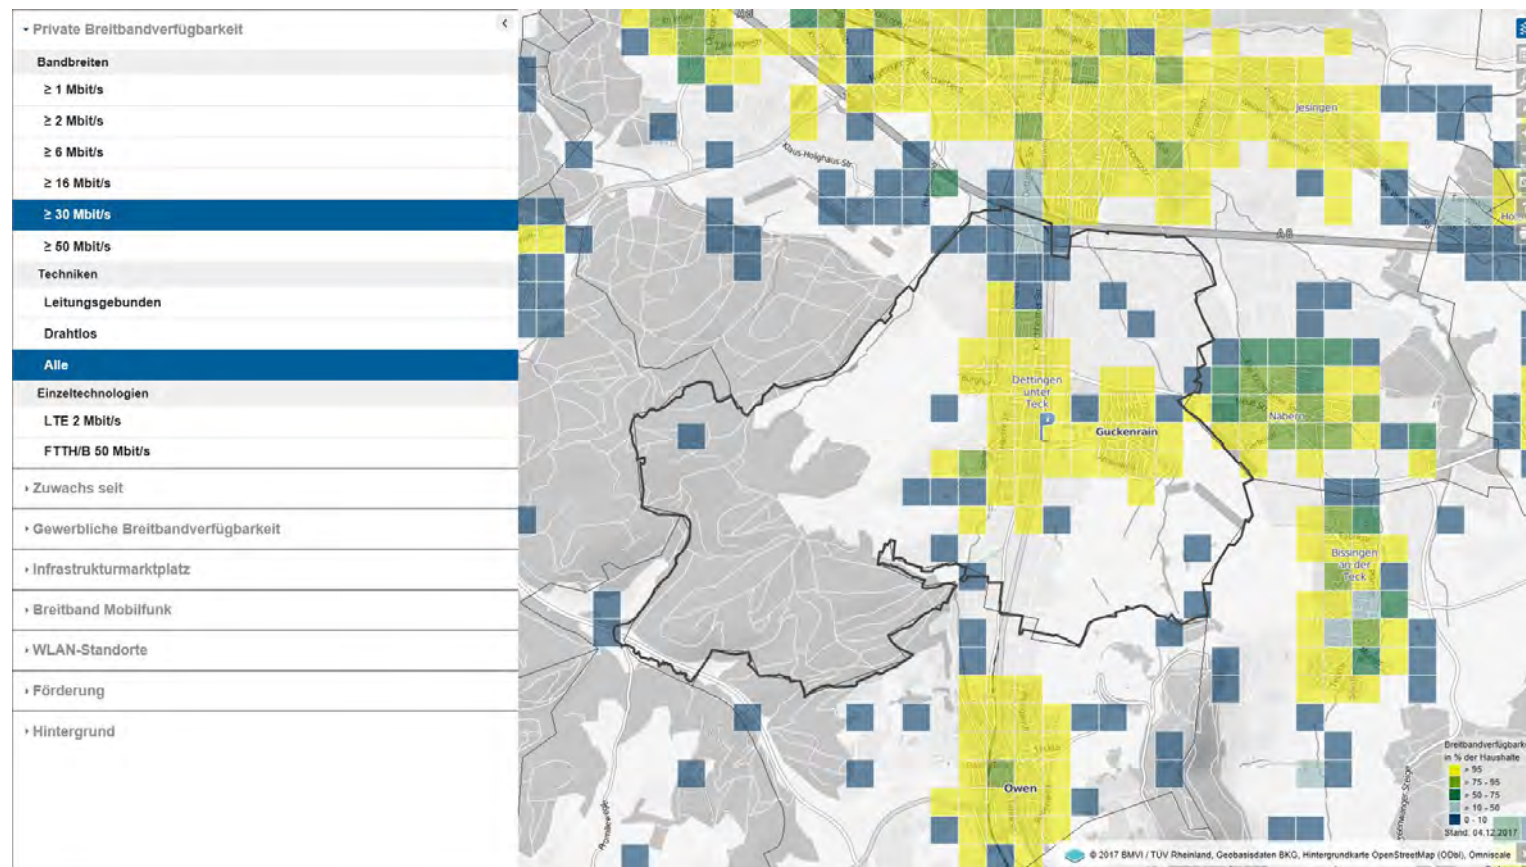 Private Breitbandverfügbarkeit
Bandbreiten
≥ 1 Mbit/s
≥ 2 Mbit/s
≥ 6 Mbit/s
≥ 16 Mbit/s
≥ 30 Mbit/s
≥ 50 Mbit/s
Techniken
Leitungsgebunden
Drahtlos
Alle
Einzeltechnologien
LTE 2 Mbit/s
FTTH/B 50 Mbit/s
Zuwachs seit
Gewerbliche Breitbandverfügbarkeit
Infrastrukturmarktplatz
Breitband Mobilfunk
WLAN-Standorte
Förderung
Hintergrund
A 8
Jesingen
Klaus-Holighaus-Str.
A 8
Dettingen
unter
Teck
Guckenrain
Nabern
Bissingen
an der
Teck
Owen
Breitbandverfügbarke
in % der Haushalte
> 95
> 75 - 95
> 50 - 75
> 10 - 50
0 - 10
Stand: 04.12.2017
© 2017 BMVI / TÜV Rheinland, Geobasisdaten BKG, Hintergrundkarte OpenStreetMap (ODbl), Omniscale